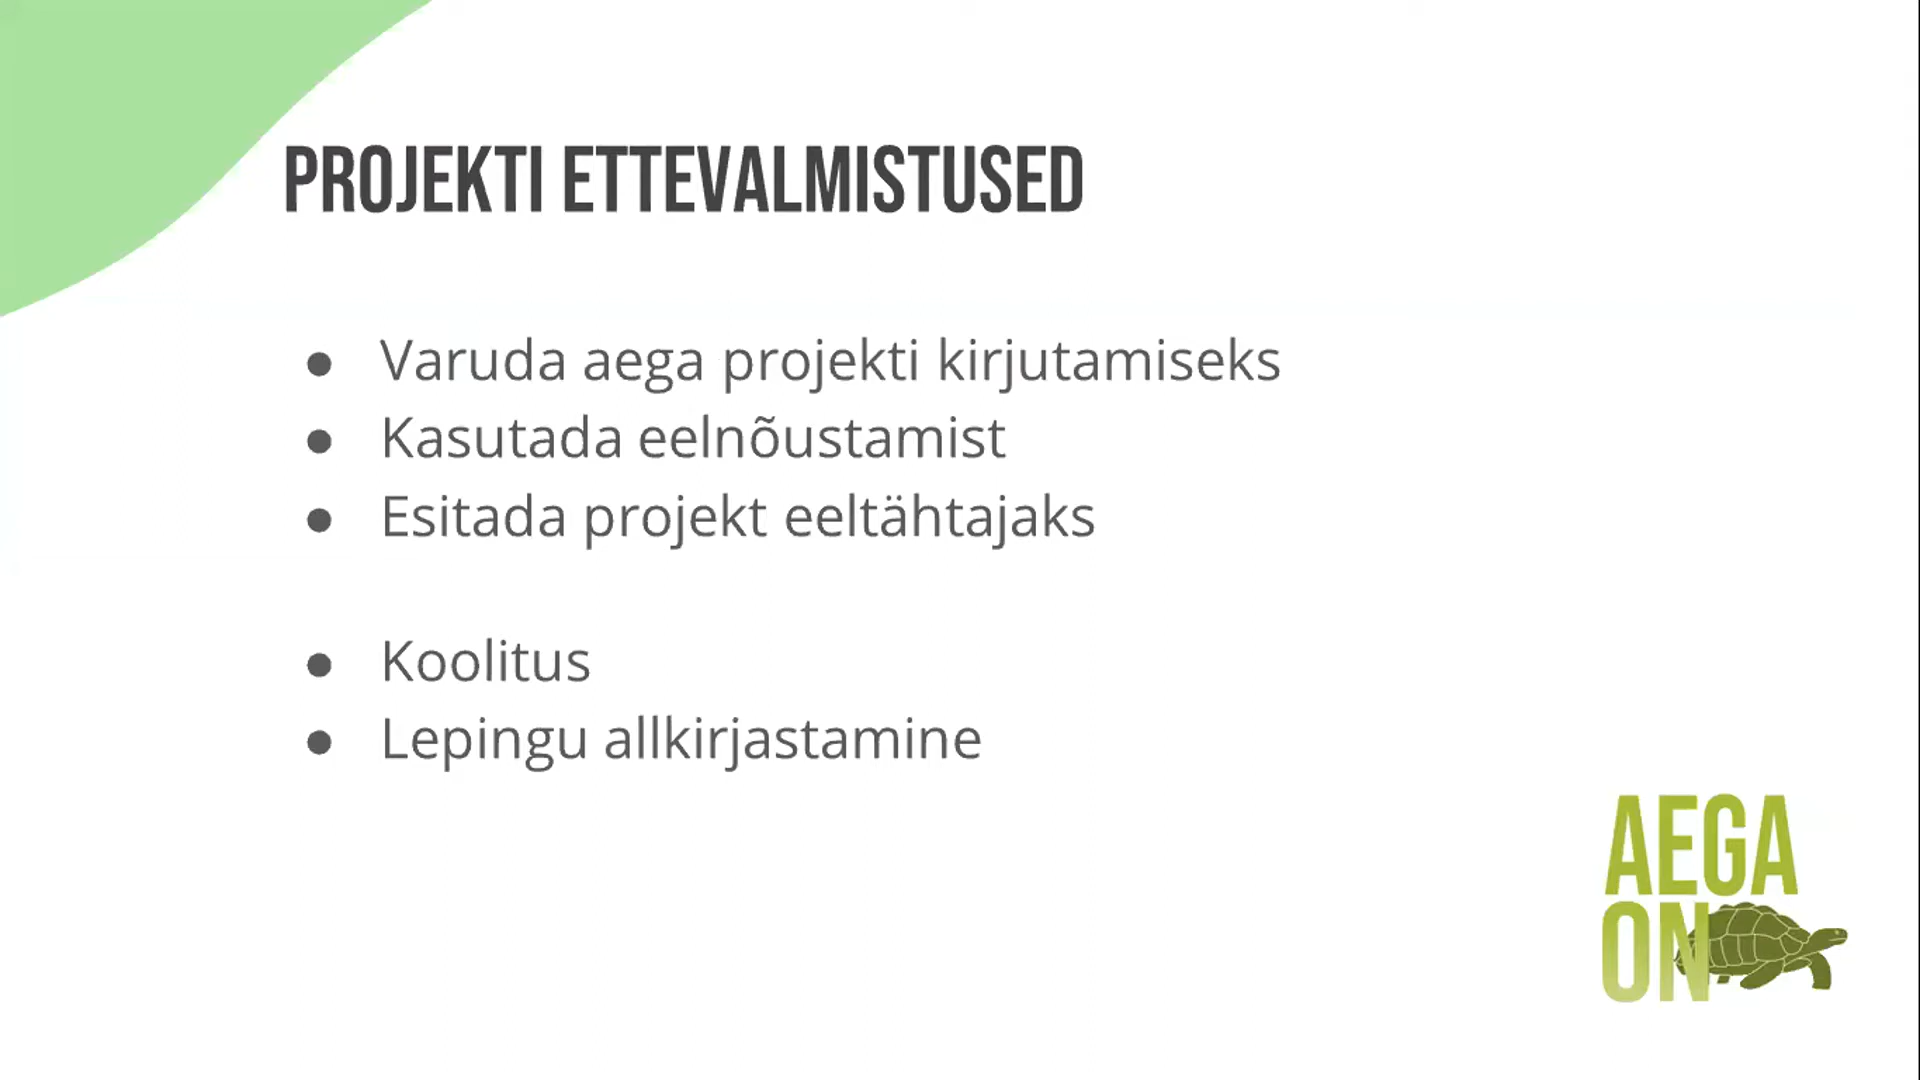 PROJEKTI ETTEVALMISTUSED
● Varuda aega projekti kirjutamiseks
● Kasutada eelnõustamist
● Esitada projekt eeltähtajaks
● Koolitus
● Lepingu allkirjastamine
AEGA
ON